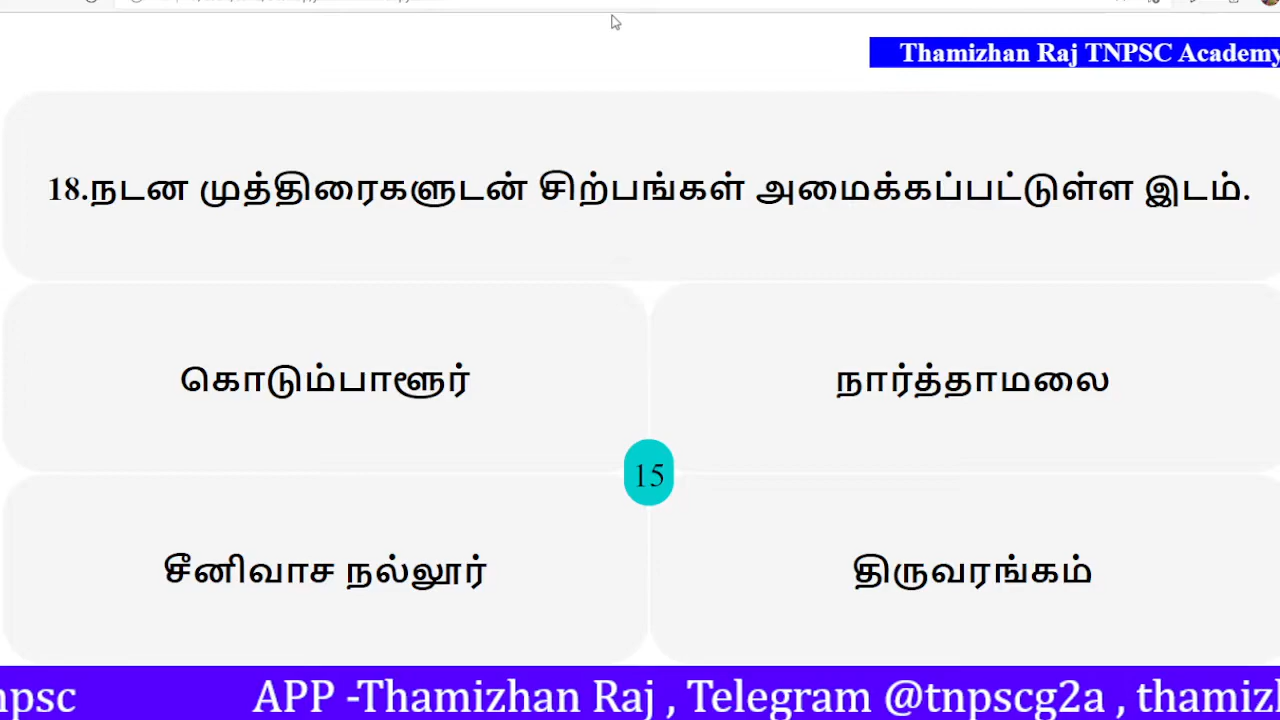 Thamizhan Raj TNPSC Academy
18.நடன முத்திரைகளுடன் சிற்பங்கள் அமைக்கப்பட்டுள்ள இடம்.
கொடும்பாளூர்
நார்த்தாமலை
15
சீனிவாச நல்லூர்
திருவரங்கம்
npsc APP -Thamizhan Raj , Telegram @tnpscg2a , thamizh